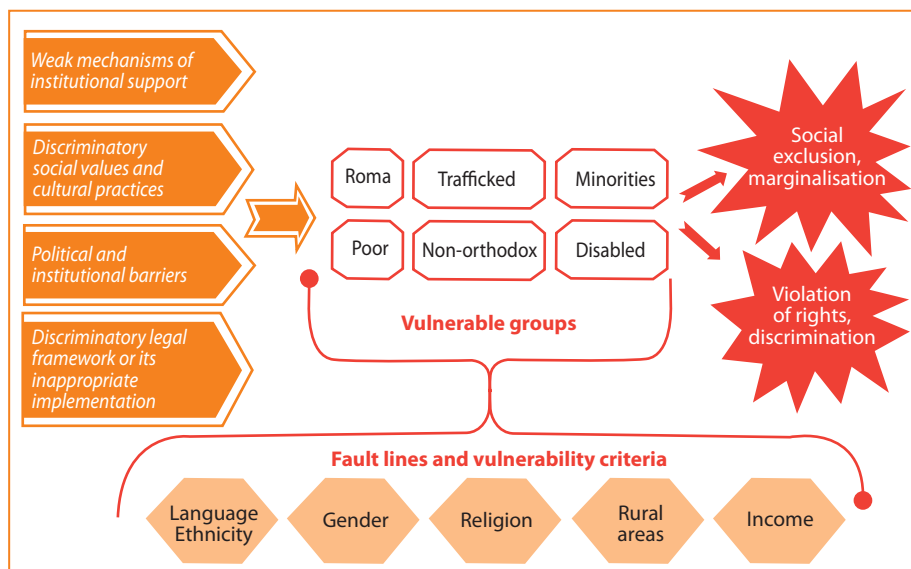 Weak mechanisms of
institutional support
Discriminatory
social values and
cultural practices
Political and
institutional barriers
Discriminatory legal
framework or its
inappropriate
implementation
Roma
Trafficked
Minorities
Poor
Non-orthodox
Disabled
Vulnerable groups
Social
exclusion,
marginalisation
Violation
of rights,
discrimination
Fault lines and vulnerability criteria
Language
Ethnicity
Gender
Religion
Rural
areas
Income